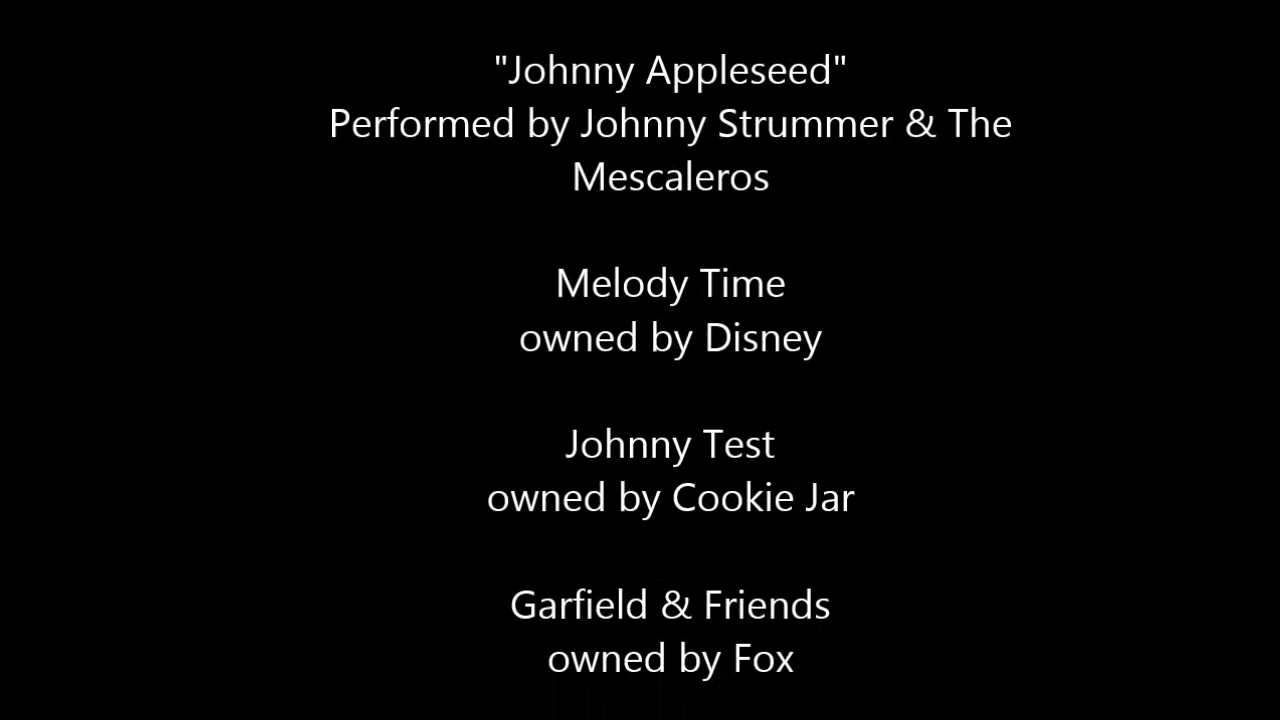 "Johnny Appleseed"
Performed by Johnny Strummer & The
Mescaleros
Melody Time
owned by Disney
Johnny Test
owned by Cookie Jar
Garfield & Friends
owned by Fox